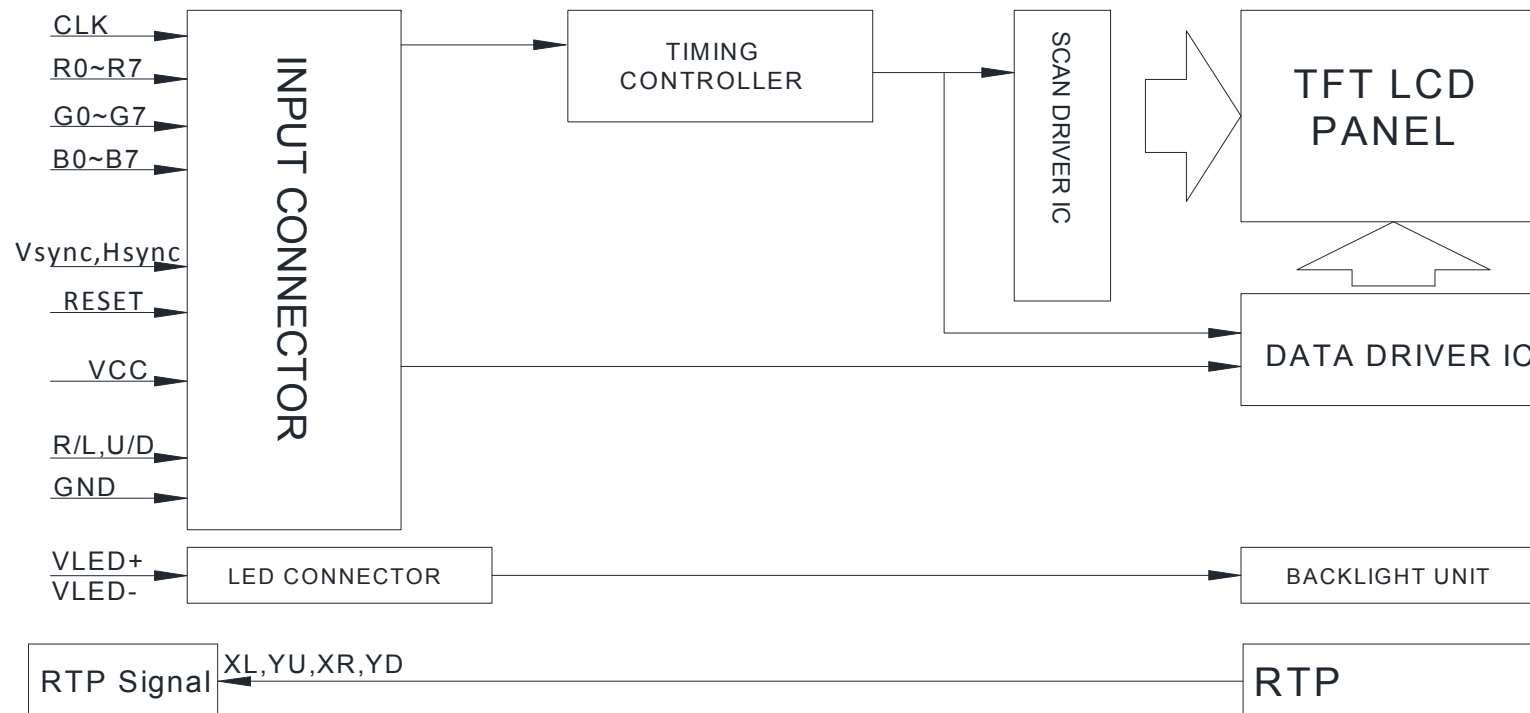 CLK
R0~R7
G0~G7
B0~B7
Vsync,Hsync
RESET
VCC
R/L,U/D
GND
INPUT CONNECTOR
TIMING
CONTROLLER
SCAN DRIVER IC
TFT LCD
PANEL
DATA DRIVER IC
VLED+
VLED-
LED CONNECTOR
BACKLIGHT UNIT
RTP Signal
XL,YU,XR,YD
RTP